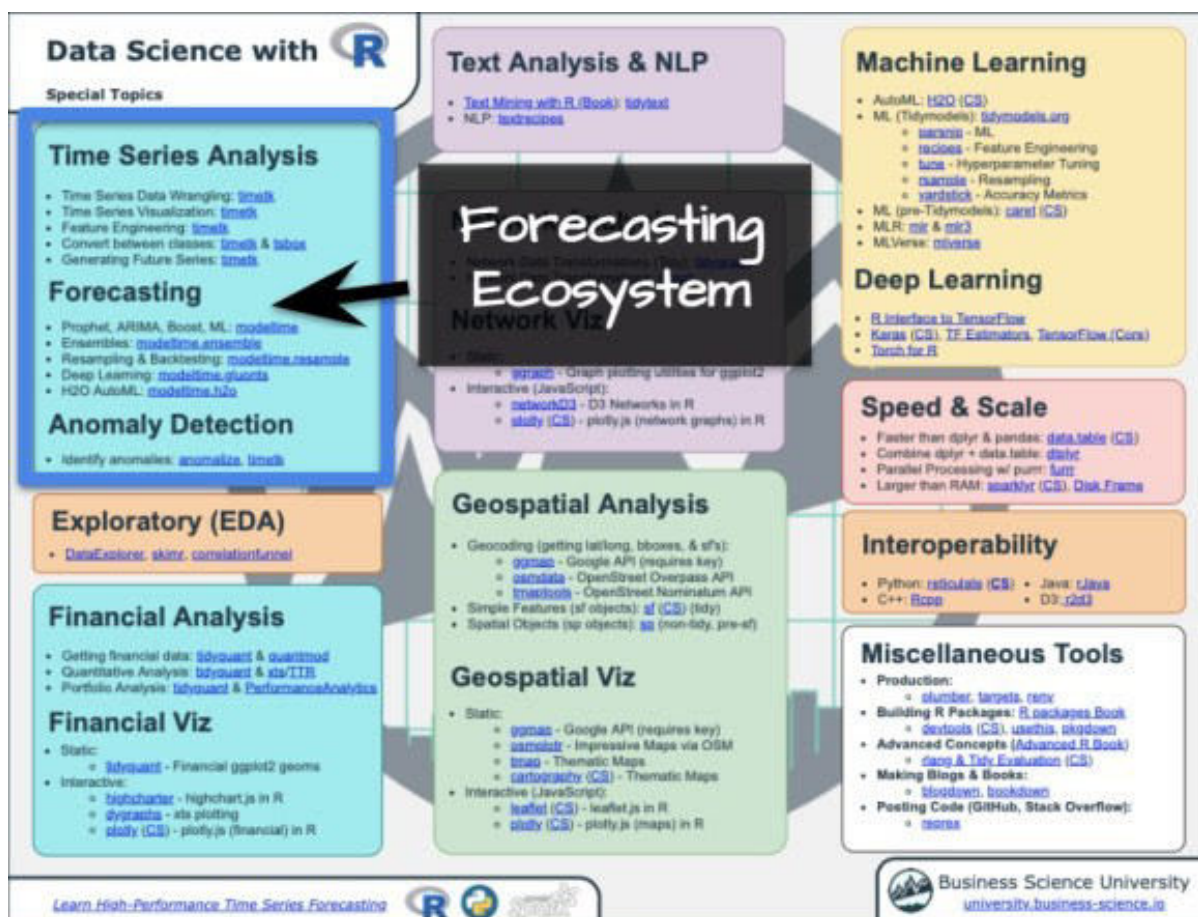 Data Science with R
Special Topics
Time Series Analysis
• Time Series Data Wrangling: timetk
• Time Series Visualization: timetk
• Feature Engineering: timetk
• Convert between classes: timetk & tsbox
• Generating Future Series: timetk
Forecasting
• Prophet, ARIMA, Boost, ML: modeltime
• Ensembles: modeltime.ensemble
• Resampling & Backtesting: modeltime.resample
• Deep Learning: modeltime.gluonts
• H2O AutoML: modeltime.h2o
Anomaly Detection
• Identify anomalies: anomalize, timetk
Exploratory (EDA)
• DataExplorer, skimr, correlationfunnel
Financial Analysis
• Getting financial data: tidyquant & quantmod
• Quantitative Analysis: tidyquant & xts/TTR
• Portfolio Analysis: tidyquant & PerformanceAnalytics
Financial Viz
• Static:
○ tidyquant - Financial ggplot2 geoms
• Interactive:
○ highcharter - highchart.js in R
○ dygraphs - xts plotting
○ plotly (CS) - plotly.js (financial) in R
Learn High-Performance Time Series Forecasting
R
Text Analysis & NLP
• Text Mining with R (Book): tidytext
• NLP: textrecipes
Forecasting
Ecosystem
Network Viz
• Static:
○ ggraph - Graph plotting utilities for ggplot2
• Interactive (JavaScript):
○ networkD3 - D3 Networks in R
○ plotly (CS) - plotly.js (network graphs) in R
Geospatial Analysis
• Geocoding (getting lat/long, bboxes, & sf's):
○ ggmap - Google API (requires key)
○ osmdata - OpenStreet Overpass API
○ tmaptools - OpenStreet Nominatum API
• Simple Features (sf objects): sf (CS) (tidy)
• Spatial Objects (sp objects): sp (non-tidy, pre-sf)
Geospatial Viz
• Static:
○ ggmap - Google API (requires key)
○ osmplotr - Impressive Maps via OSM
○ tmap - Thematic Maps
○ cartography (CS) - Thematic Maps
• Interactive (JavaScript):
○ leaflet (CS) - leaflet.js in R
○ plotly (CS) - plotly.js (maps) in R
Machine Learning
• AutoML: H2O (CS)
• ML (Tidymodels): tidymodels.org
○ parsnip - ML
○ recipes - Feature Engineering
○ tune - Hyperparameter Tuning
○ rsample - Resampling
○ yardstick - Accuracy Metrics
• ML (pre-Tidymodels): caret (CS)
• MLR: mlr & mlr3
• MLVerse: mlverse
Deep Learning
• R Interface to TensorFlow
• Keras (CS), TF Estimators, TensorFlow (Core)
• Torch for R
Speed & Scale
• Faster than dplyr & pandas: data.table (CS)
• Combine dplyr + data.table: dtplyr
• Parallel Processing w/ purrr: furrr
• Larger than RAM: sparklyr (CS), Disk Frame
Interoperability
• Python: reticulate (CS) • Java: rJava
• C++: Rcpp • D3: r2d3
Miscellaneous Tools
• Production:
○ plumber, targets, renv
• Building R Packages: R packages Book
○ devtools (CS), usethis, pkgdown
• Advanced Concepts (Advanced R Book)
○ rlang & Tidy Evaluation (CS)
• Making Blogs & Books:
○ blogdown, bookdown
• Posting Code (GitHub, Stack Overflow):
○ reprex
Business Science University
university.business-science.io